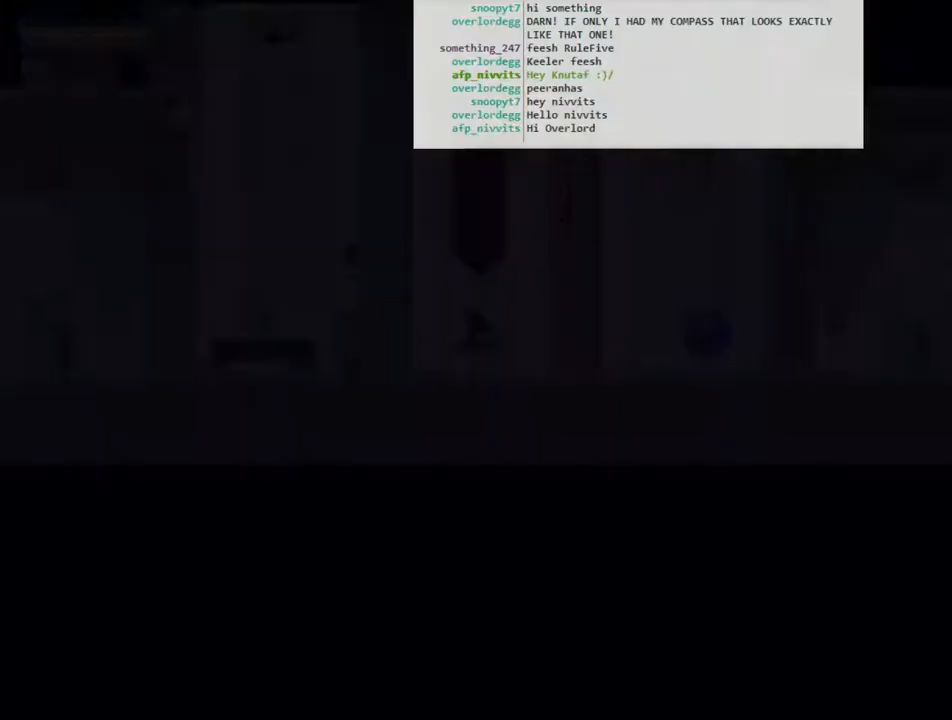 snoopyt7 hi something
overlordegg DARN! IF ONLY I HAD MY COMPASS THAT LOOKS EXACTLY
LIKE THAT ONE!
something_247 feesh RuleFive
overlordegg Keeler feesh
afp_nivvits Hey Knutaf :)/
overlordegg peeranhas
snoopyt7 hey nivvits
overlordegg Hello nivvits
afp_nivvits Hi Overlord